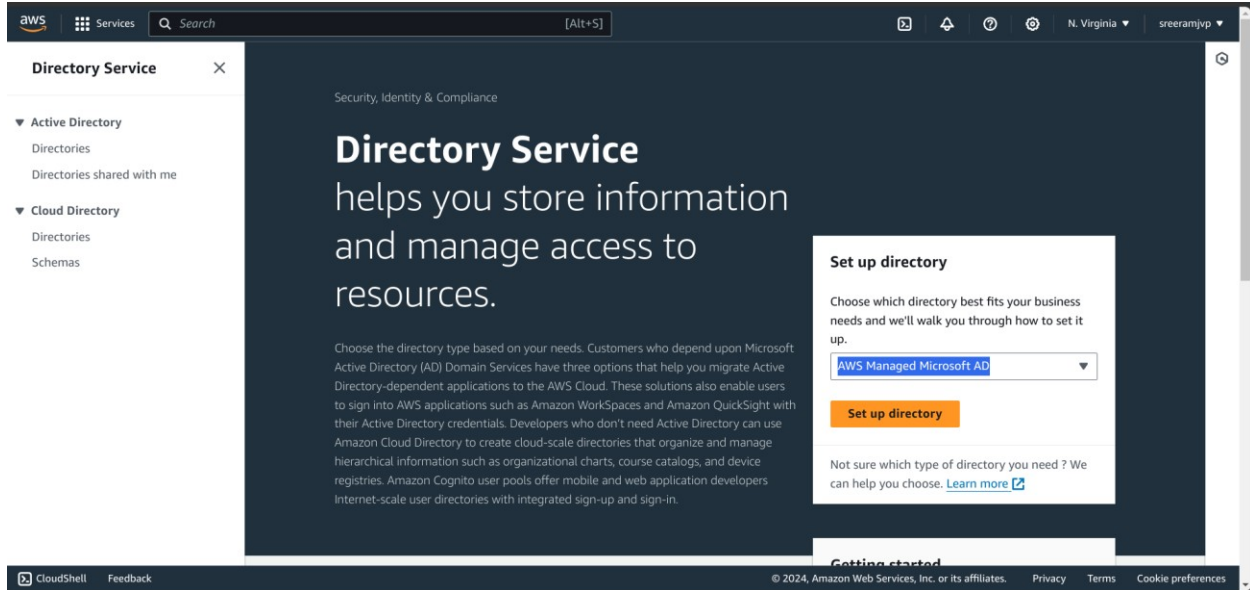 aws
Services
Search
[Alt+S]
N. Virginia
sreeramjvp
Directory Service
Active Directory
Directories
Directories shared with me
Cloud Directory
Directories
Schemas
Security, Identity & Compliance
Directory Service
helps you store information
and manage access to
resources.
Choose the directory type based on your needs. Customers who depend upon Microsoft
Active Directory (AD) Domain Services have three options that help you migrate Active
Directory-dependent applications to the AWS Cloud. These solutions also enable users
to sign into AWS applications such as Amazon WorkSpaces and Amazon QuickSight with
their Active Directory credentials. Developers who don't need Active Directory can use
Amazon Cloud Directory to create cloud-scale directories that organize and manage
hierarchical information such as organizational charts, course catalogs, and device
registries. Amazon Cognito user pools offer mobile and web application developers
Internet-scale user directories with integrated sign-up and sign-in.
Set up directory
Choose which directory best fits your business
needs and we'll walk you through how to set it
up.
AWS Managed Microsoft AD
Set up directory
Not sure which type of directory you need ? We
can help you choose. Learn more
Getting started
CloudShell
Feedback
© 2024, Amazon Web Services, Inc. or its affiliates.
Privacy
Terms
Cookie preferences